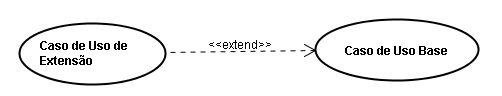 Caso de Uso de
Extensão
<<extend>>
Caso de Uso Base